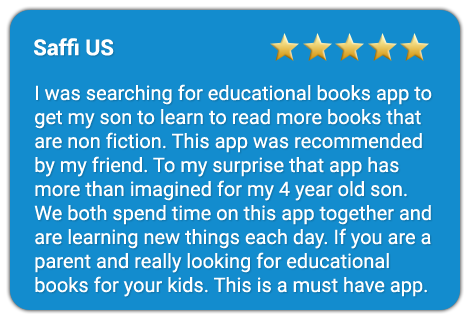 Saffi US
I was searching for educational books app to
get my son to learn to read more books that
are non fiction. This app was recommended
by my friend. To my surprise that app has
more than imagined for my 4 year old son.
We both spend time on this app together and
are learning new things each day. If you are a
parent and really looking for educational
books for your kids. This is a must have app.